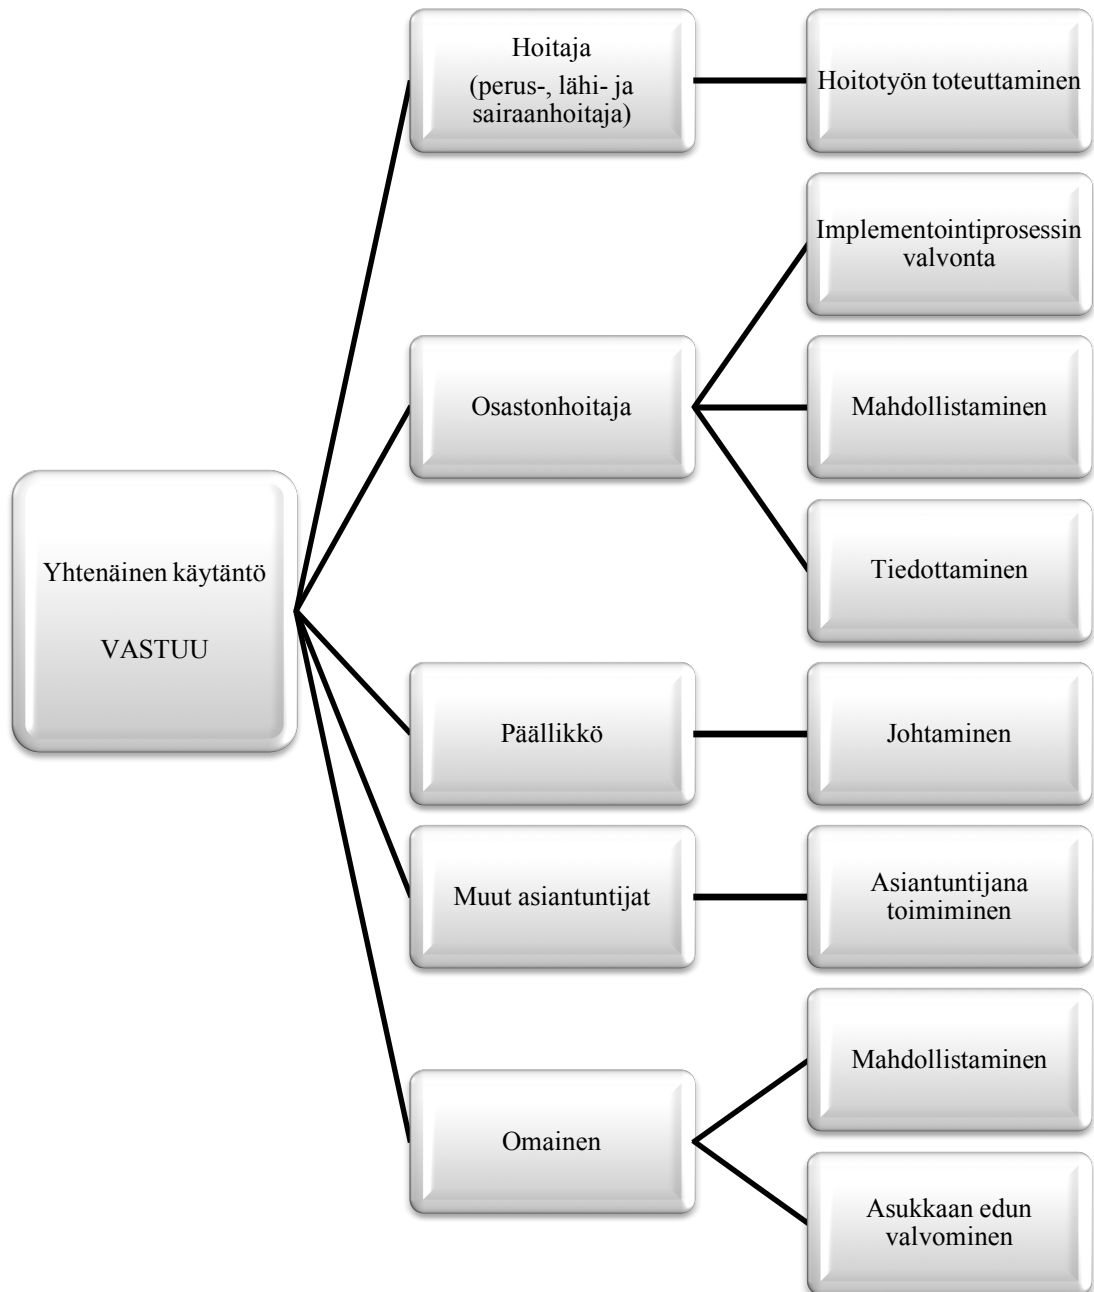 Hoitaja
(perus-, lähi- ja
sairaanhoitaja)
Hoitotyön toteuttaminen
Implementointiprosessin
valvonta
Osastonhoitaja
Mahdollistaminen
Tiedottaminen
Yhtenäinen käytäntö
VASTUU
Päällikkö
Johtaminen
Muut asiantuntijat
Asiantuntijana
toimiminen
Omainen
Mahdollistaminen
Asukkaan edun
valvominen